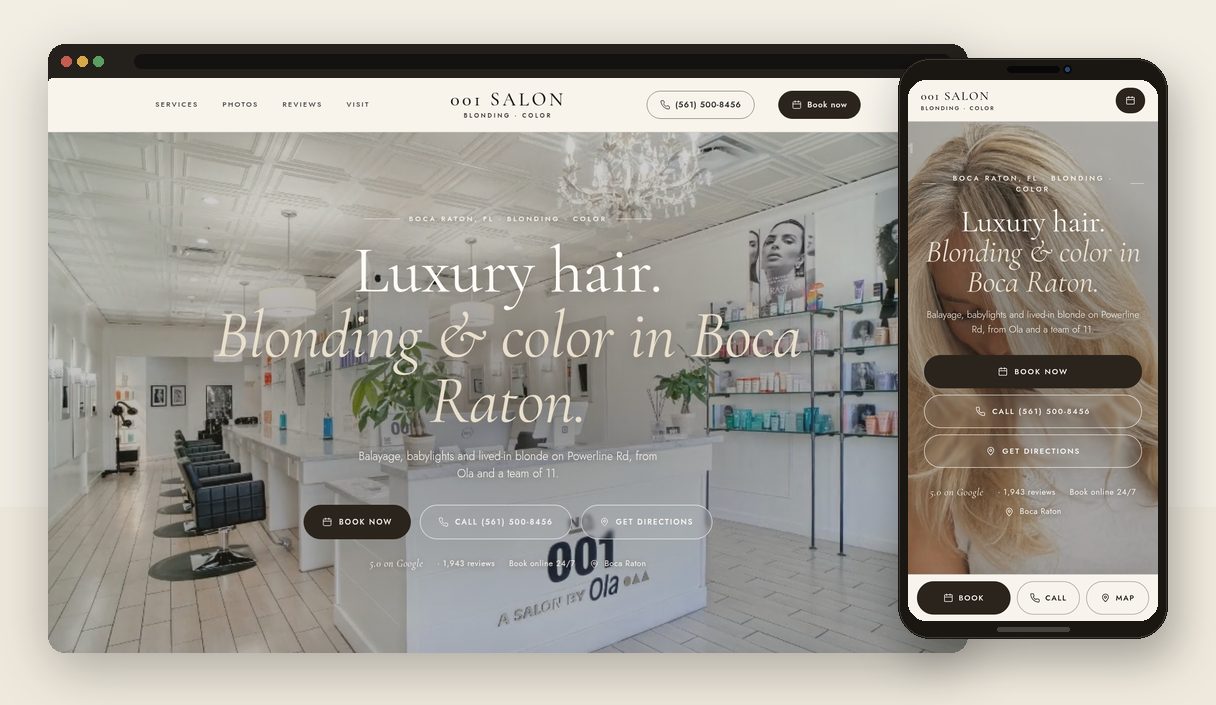 SERVICES PHOTOS REVIEWS VISIT
001 SALON
BLONDING · COLOR
(561) 500-8456
Book now
BOCA RATON, FL · BLONDING · COLOR
Luxury hair.
Blonding & color in Boca
Raton.
Balayage, babylights and lived-in blonde on Powerline Rd, from
Ola and a team of 11.
BOOK NOW
CALL (561) 500-8456
GET DIRECTIONS
5.0 on Google · 1,943 reviews Book online 24/7 Boca Raton
001
A SALON BY Ola
001 SALON
BLONDING · COLOR
BOCA RATON, FL · BLONDING ·
COLOR
Luxury hair.
Blonding & color in
Boca Raton.
Balayage, babylights and lived-in blonde on Powerline
Rd, from Ola and a team of 11.
BOOK NOW
CALL (561) 500-8456
GET DIRECTIONS
5.0 on Google · 1,943 reviews Book online 24/7
Boca Raton
BOOK
CALL
MAP